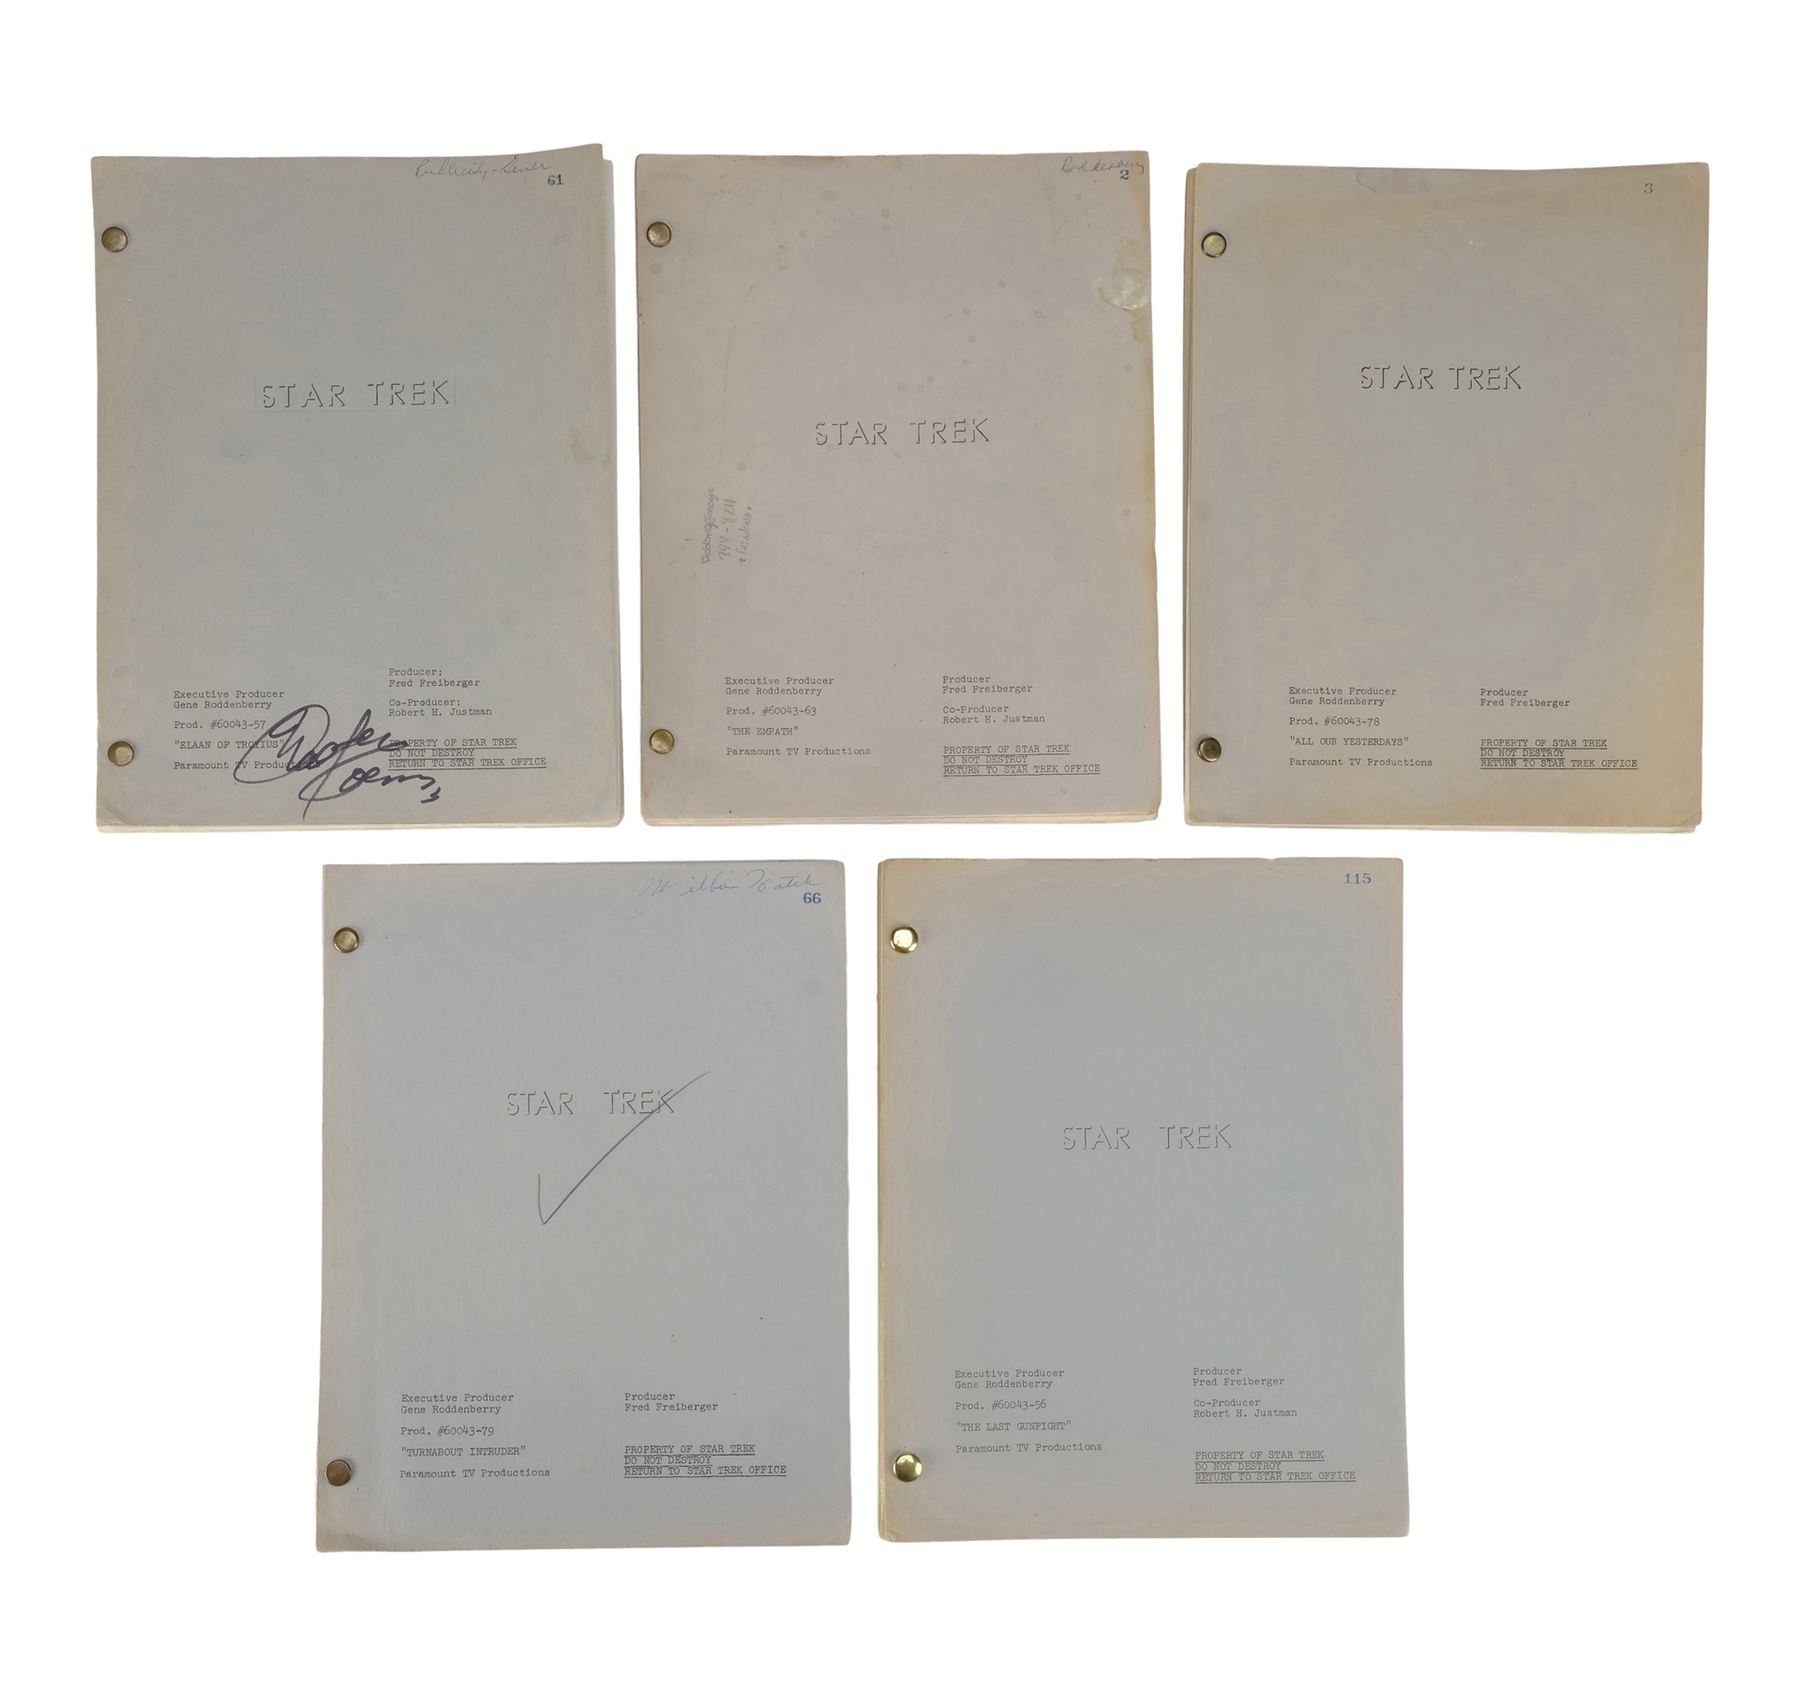 Publicity -
61
STAR TREK
Producer:
Fred Freiberger
Executive Producer
Gene Roddenberry
Co-Producer:
Robert H. Justman
Prod. #60043-57
"ELAAN OF TROYIUS"
PROPERTY OF STAR TREK
DO NOT DESTROY
Paramount TV Produc
RETURN TO STAR TREK OFFICE
Roddenberry
2
STAR TREK
798-8211
Executive Producer
Gene Roddenberry
Producer
Fred Freiberger
Prod. #60043-63
Co-Producer
Robert H. Justman
"THE EMPATH"
Paramount TV Productions
PROPERTY OF STAR TREK
DO NOT DESTROY
RETURN TO STAR TREK OFFICE
3
STAR TREK
Executive Producer
Gene Roddenberry
Producer
Fred Freiberger
Prod. #60043-78
"ALL OUR YESTERDAYS"
Paramount TV Productions
PROPERTY OF STAR TREK
DO NOT DESTROY
RETURN TO STAR TREK OFFICE
66
STAR TREK
Executive Producer
Gene Roddenberry
Producer
Fred Freiberger
Prod. #60043-79
"TURNABOUT INTRUDER"
Paramount TV Productions
PROPERTY OF STAR TREK
DO NOT DESTROY
RETURN TO STAR TREK OFFICE
115
STAR TREK
Executive Producer
Gene Roddenberry
Producer
Fred Freiberger
Prod. #60043-56
Co-Producer
Robert H. Justman
"THE LAST GUNFIGHT"
Paramount TV Productions
PROPERTY OF STAR TREK
DO NOT DESTROY
RETURN TO STAR TREK OFFICE